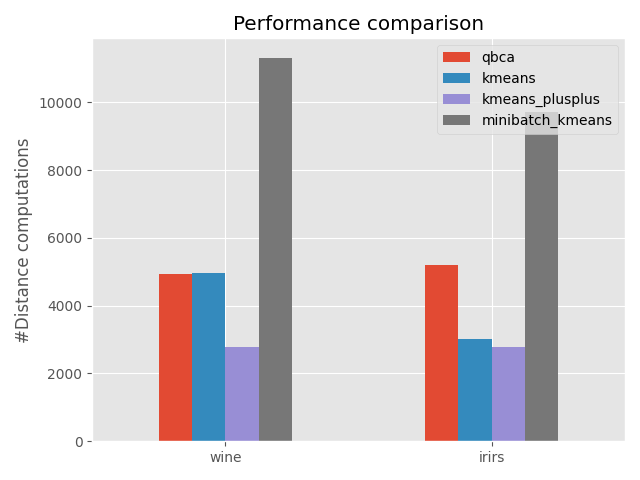 Performance comparison
qbca
kmeans
kmeans_plusplus
minibatch_kmeans
#Distance computations
10000
8000
6000
4000
2000
0
wine
irirs